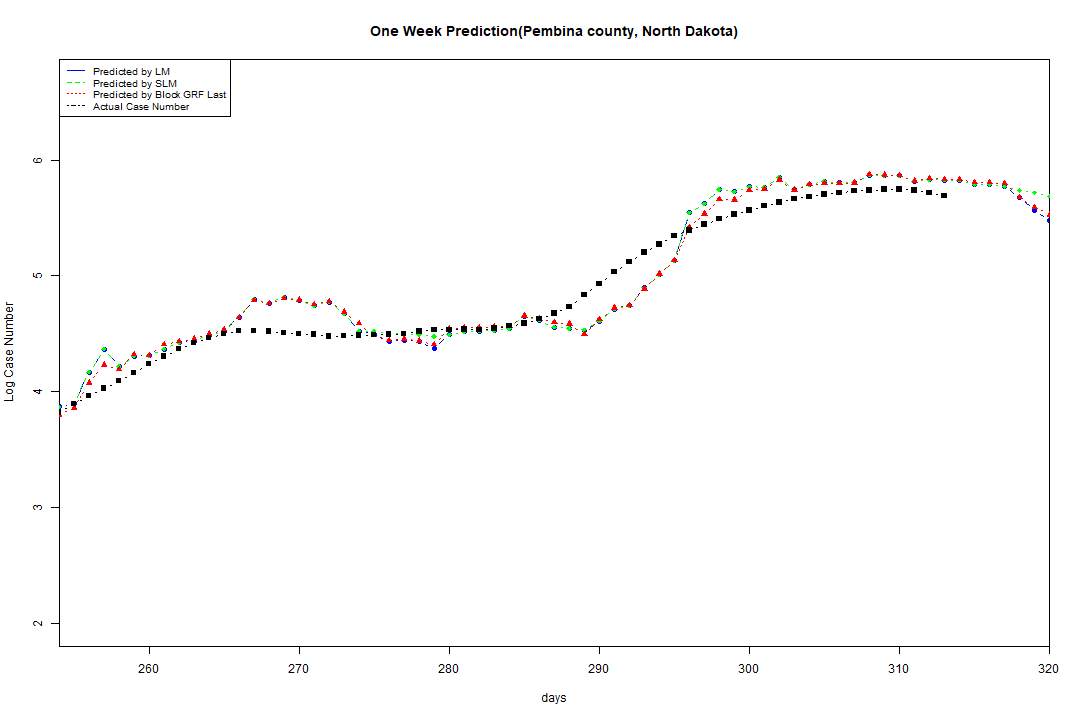 One Week Prediction(Pembina county, North Dakota)
Predicted by LM
Predicted by SLM
Predicted by Block GRF Last
Actual Case Number
6
5
4
3
2
Log Case Number
260 270 280 290 300 310 320
days